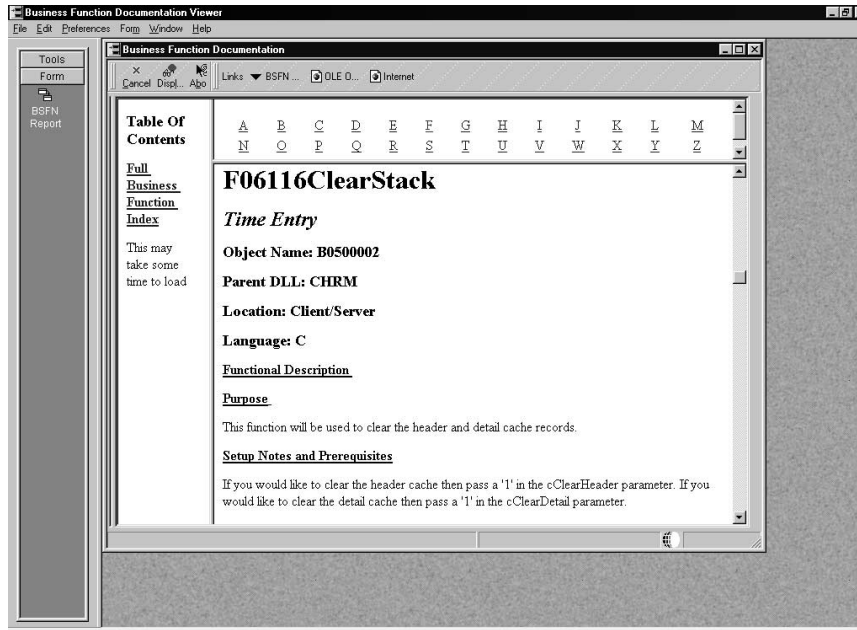 Business Function Documentation Viewer
File Edit Preferences Form Window Help
Tools
Form
BSFN
Report
Business Function Documentation
Cancel Displ... Abo Links BSFN ... OLE O... Internet
Table Of
Contents
Full
Business
Function
Index
This may
take some
time to load
A B C D E F G H I J K L M
N O P Q R S T U V W X Y Z
F06116ClearStack
Time Entry
Object Name: B0500002
Parent DLL: CHRM
Location: Client/Server
Language: C
Functional Description
Purpose
This function will be used to clear the header and detail cache records.
Setup Notes and Prerequisites
If you would like to clear the header cache then pass a '1' in the cClearHeader parameter. If you
would like to clear the detail cache then pass a '1' in the cClearDetail parameter.